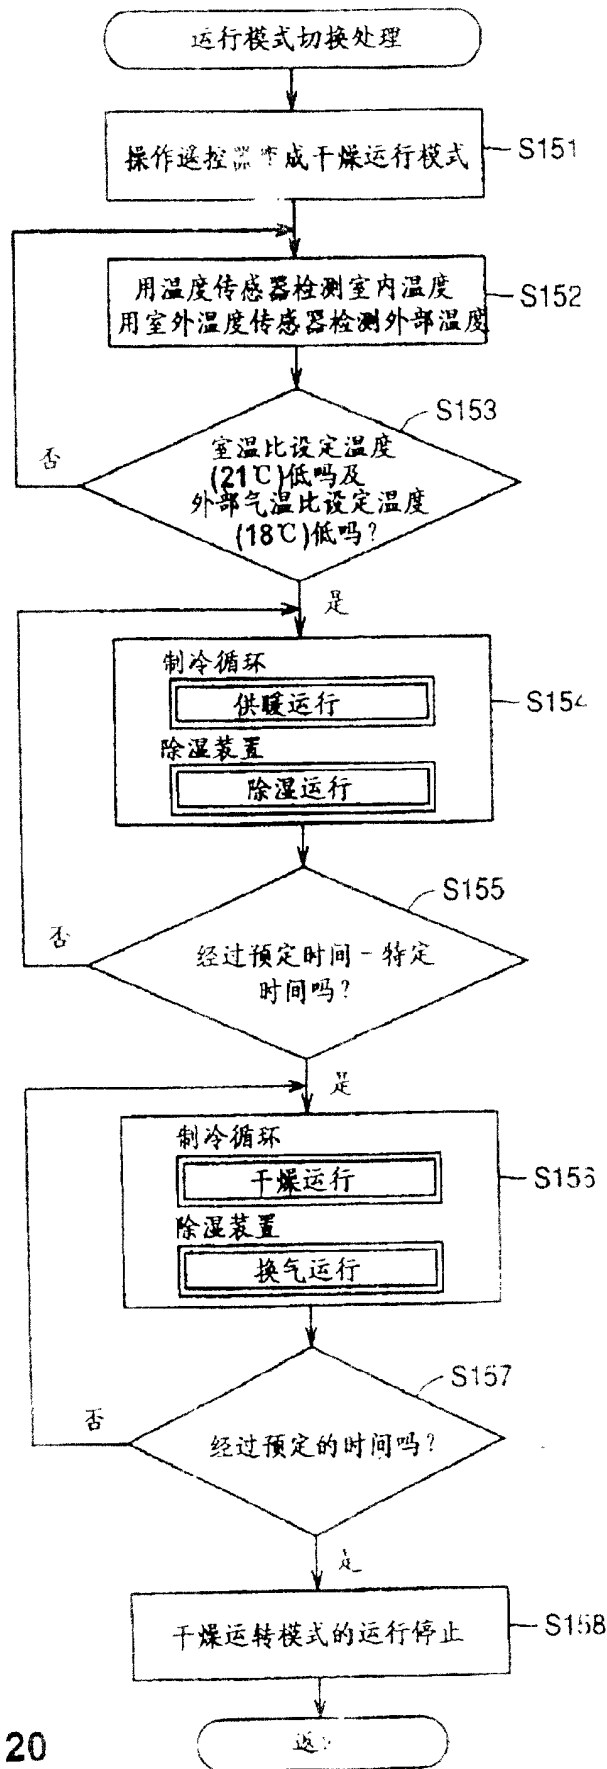 运行模式切换处理
操作遥控器 成干燥运行模式
S151
用温度传感器检测室内温度
用室外温度传感器检测外部温度
S152
S153
室温比设定温度
(21℃)低吗及
外部气温比设定温度
(18℃)低吗?
否
是
制冷循环
供暖运行
除湿装置
除湿运行
S154
S155
经过预定时间-特定
时间吗?
否
是
制冷循环
干燥运行
除湿装置
换气运行
S156
S157
经过预定的时间吗?
否
是
干燥运转模式的运行停止
S158
返
20